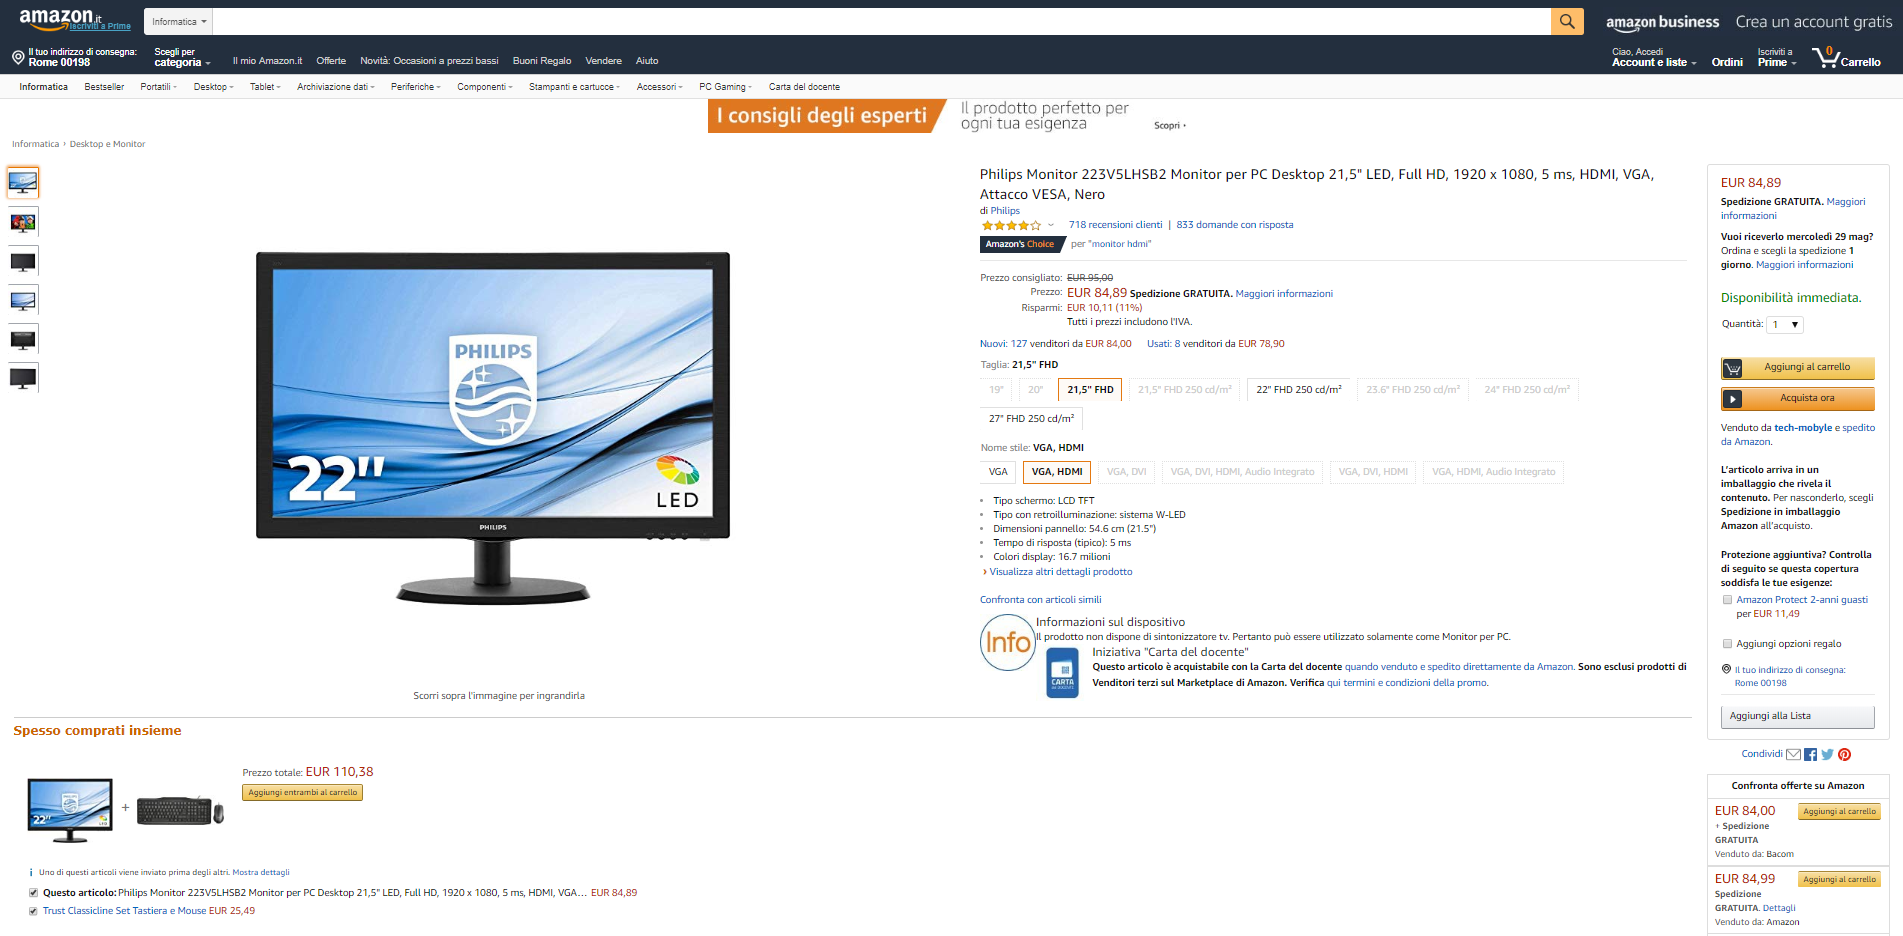 amazon.it
Iscriviti a Prime
Informatica
amazon business Crea un account gratis
Il tuo indirizzo di consegna:
Rome 00198
Scegli per
categoria
Il mio Amazon.it Offerte Novità: Occasioni a prezzi bassi Buoni Regalo Vendere Aiuto
Ciao, Accedi
Account e liste
Ordini
Iscriviti a
Prime
0
Carrello
Informatica Bestseller Portatili Desktop Tablet Archiviazione dati Periferiche Componenti Stampanti e cartucce Accessori PC Gaming Carta del docente
I consigli degli esperti
Il prodotto perfetto per
ogni tua esigenza
Scopri ›
Informatica › Desktop e Monitor
PHILIPS
22"
LED
PHILIPS
Scorri sopra l'immagine per ingrandirla
Philips Monitor 223V5LHSB2 Monitor per PC Desktop 21,5" LED, Full HD, 1920 x 1080, 5 ms, HDMI, VGA,
Attacco VESA, Nero
di Philips
718 recensioni clienti | 833 domande con risposta
Amazon's Choice per "monitor hdmi"
Prezzo consigliato: EUR 95,00
Prezzo: EUR 84,89 Spedizione GRATUITA. Maggiori informazioni
Risparmi: EUR 10,11 (11%)
Tutti i prezzi includono l'IVA.
Nuovi: 127 venditori da EUR 84,00 Usati: 8 venditori da EUR 78,90
Taglia: 21,5" FHD
19" 20" 21,5" FHD 21,5" FHD 250 cd/m² 22" FHD 250 cd/m² 23.6" FHD 250 cd/m² 24" FHD 250 cd/m²
27" FHD 250 cd/m²
Nome stile: VGA, HDMI
VGA VGA, HDMI VGA, DVI VGA, DVI, HDMI, Audio Integrato VGA, DVI, HDMI VGA, HDMI, Audio Integrato
• Tipo schermo: LCD TFT
• Tipo con retroilluminazione: sistema W-LED
• Dimensioni pannello: 54.6 cm (21.5")
• Tempo di risposta (tipico): 5 ms
• Colori display: 16.7 milioni
› Visualizza altri dettagli prodotto
Confronta con articoli simili
Info
Informazioni sul dispositivo
Il prodotto non dispone di sintonizzatore tv. Pertanto può essere utilizzato solamente come Monitor per PC.
CARTA
Iniziativa "Carta del docente"
Questo articolo è acquistabile con la Carta del docente quando venduto e spedito direttamente da Amazon. Sono esclusi prodotti di
Venditori terzi sul Marketplace di Amazon. Verifica qui termini e condizioni della promo.
EUR 84,89
Spedizione GRATUITA. Maggiori
informazioni
Vuoi riceverlo mercoledì 29 mag?
Ordina e scegli la spedizione 1
giorno. Maggiori informazioni
Disponibilità immediata.
Quantità: 1
Aggiungi al carrello
Acquista ora
Venduto da tech-mobyle e spedito
da Amazon.
L'articolo arriva in un
imballaggio che rivela il
contenuto. Per nasconderlo, scegli
Spedizione in imballaggio
Amazon all'acquisto.
Protezione aggiuntiva? Controlla
di seguito se questa copertura
soddisfa le tue esigenze:
Amazon Protect 2-anni guasti
per EUR 11,49
Aggiungi opzioni regalo
Il tuo indirizzo di consegna:
Rome 00198
Aggiungi alla Lista
Condividi
Confronta offerte su Amazon
EUR 84,00 Aggiungi al carrello
+ Spedizione
GRATUITA
Venduto da: Bacom
EUR 84,99 Aggiungi al carrello
Spedizione
GRATUITA. Dettagli
Venduto da: Amazon
Spesso comprati insieme
22"
+
Prezzo totale: EUR 110,38
Aggiungi entrambi al carrello
i Uno di questi articoli viene inviato prima degli altri. Mostra dettagli
Questo articolo: Philips Monitor 223V5LHSB2 Monitor per PC Desktop 21,5" LED, Full HD, 1920 x 1080, 5 ms, HDMI, VGA… EUR 84,89
Trust Classicline Set Tastiera e Mouse EUR 25,49